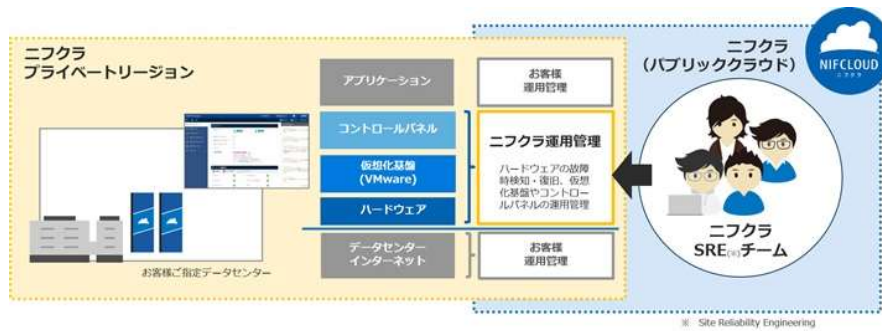 ニフクラ
プライベートリージョン
お客様ご指定データセンター
アプリケーション
コントロールパネル
仮想化基盤
(VMware)
ハードウェア
データセンター
インターネット
お客様
運用管理
ニフクラ運用管理
ハードウェアの故障
時検知・復旧、仮想
化基盤やコントロー
ルパネルの運用管理
お客様
運用管理
ニフクラ
(パブリッククラウド)
NIFCLOUD
ニフクラ
ニフクラ
SRE(※)チーム
※ Site Reliability Engineering